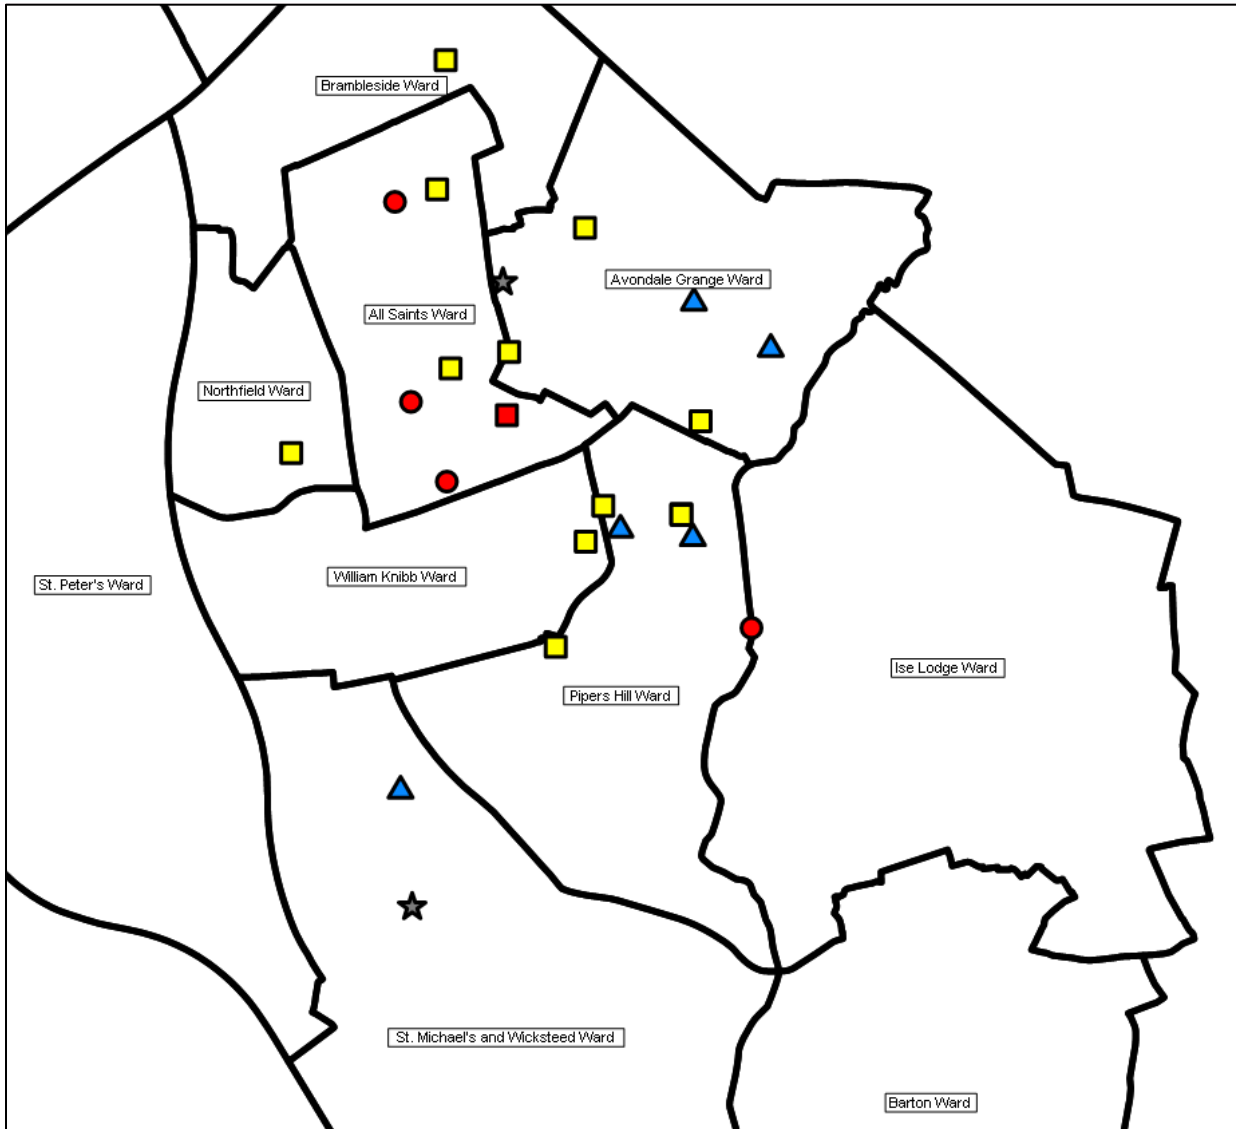 Brambleside Ward
Avondale Grange Ward
All Saints Ward
Northfield Ward
William Knibb Ward
St. Peter's Ward
Ise Lodge Ward
Pipers Hill Ward
St. Michael's and Wicksteed Ward
Barton Ward